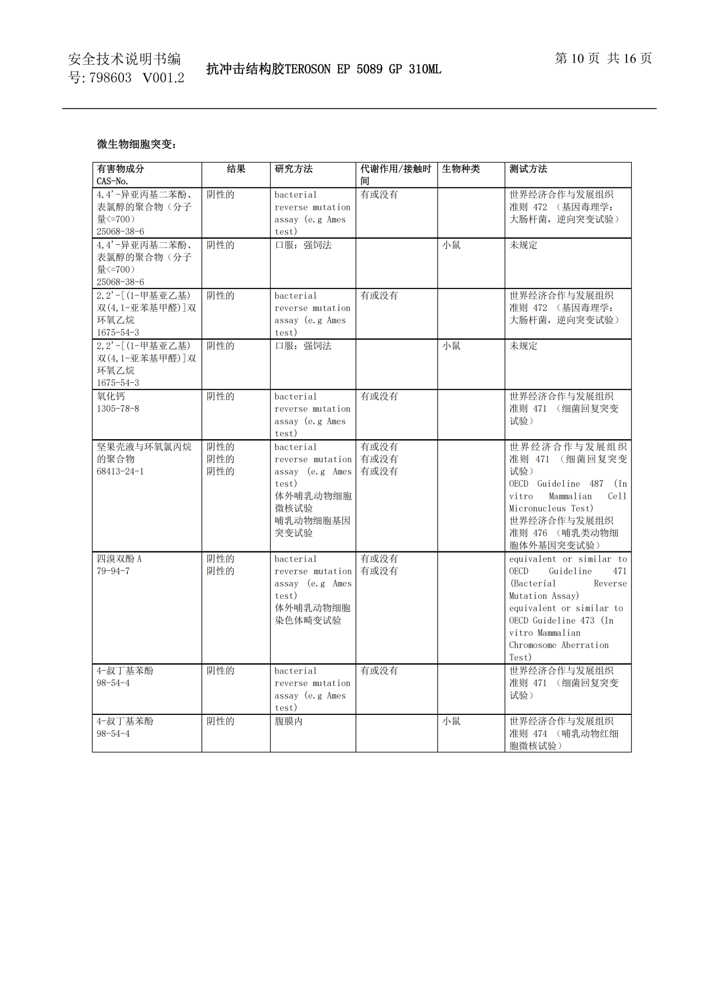 安全技术说明书编
号: 798603 V001.2
抗冲击结构胶TEROSON EP 5089 GP 310ML
第 10 页 共 16 页
微生物细胞突变：
有害物成分
CAS-No.
结果
研究方法
代谢作用/接触时
间
生物种类
测试方法
4,4'-异亚丙基二苯酚、
表氯醇的聚合物（分子
量<=700）
25068-38-6
阴性的
bacterial
reverse mutation
assay (e.g Ames
test)
有或没有
世界经济合作与发展组织
准则 472 （基因毒理学：
大肠杆菌，逆向突变试验）
4,4'-异亚丙基二苯酚、
表氯醇的聚合物（分子
量<=700）
25068-38-6
阴性的
口服：强饲法
小鼠
未规定
2,2'-[(1-甲基亚乙基)
双(4,1-亚苯基甲醛)]双
环氧乙烷
1675-54-3
阴性的
bacterial
reverse mutation
assay (e.g Ames
test)
有或没有
世界经济合作与发展组织
准则 472 （基因毒理学：
大肠杆菌，逆向突变试验）
2,2'-[(1-甲基亚乙基)
双(4,1-亚苯基甲醛)]双
环氧乙烷
1675-54-3
阴性的
口服：强饲法
小鼠
未规定
氧化钙
1305-78-8
阴性的
bacterial
reverse mutation
assay (e.g Ames
test)
有或没有
世界经济合作与发展组织
准则 471 （细菌回复突变
试验）
坚果壳液与环氧氯丙烷
的聚合物
68413-24-1
阴性的
阴性的
阴性的
bacterial
reverse mutation
assay (e.g Ames
test)
体外哺乳动物细胞
微核试验
哺乳动物细胞基因
突变试验
有或没有
有或没有
有或没有
世界经济合作与发展组织
准则 471 （细菌回复突变
试验）
OECD Guideline 487 (In
vitro Mammalian Cell
Micronucleus Test)
世界经济合作与发展组织
准则 476 （哺乳类动物细
胞体外基因突变试验）
四溴双酚 A
79-94-7
阴性的
阴性的
bacterial
reverse mutation
assay (e.g Ames
test)
体外哺乳动物细胞
染色体畸变试验
有或没有
有或没有
equivalent or similar to
OECD Guideline 471
(Bacterial Reverse
Mutation Assay)
equivalent or similar to
OECD Guideline 473 (In
vitro Mammalian
Chromosome Aberration
Test)
4-叔丁基苯酚
98-54-4
阴性的
bacterial
reverse mutation
assay (e.g Ames
test)
有或没有
世界经济合作与发展组织
准则 471 （细菌回复突变
试验）
4-叔丁基苯酚
98-54-4
阴性的
腹膜内
小鼠
世界经济合作与发展组织
准则 474 （哺乳动物红细
胞微核试验）